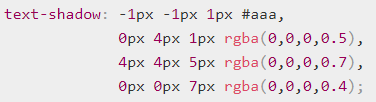 text-shadow: -1px -1px 1px #aaa,
0px 4px 1px rgba(0,0,0,0.5),
4px 4px 5px rgba(0,0,0,0.7),
0px 0px 7px rgba(0,0,0,0.4);